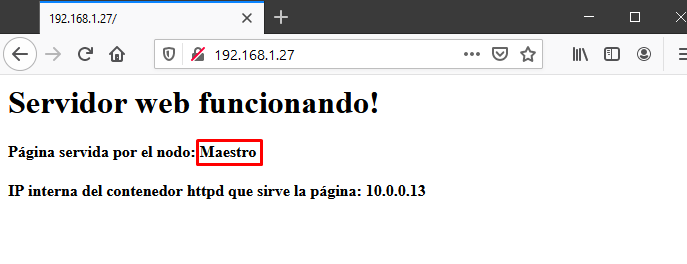 192.168.1.27/
192.168.1.27
Servidor web funcionando!
Página servida por el nodo: Maestro
IP interna del contenedor httpd que sirve la página: 10.0.0.13